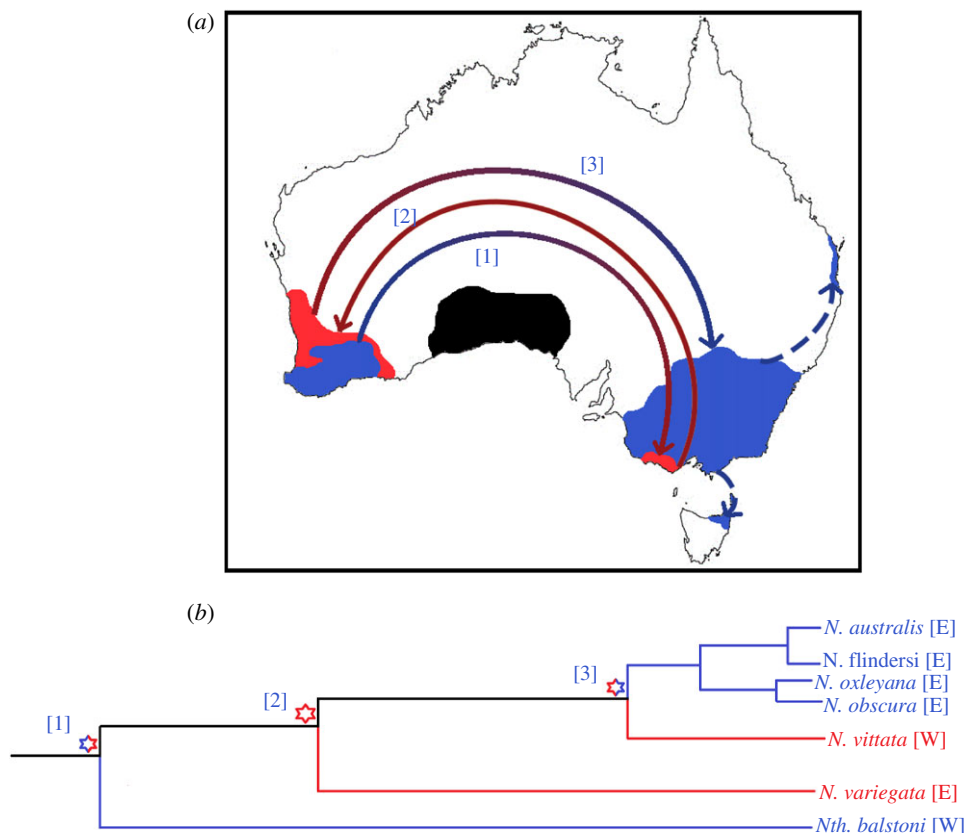 (a)
[3]
[2]
[1]
(b)
N. australis [E]
[3]
N. flindersi [E]
[2]
N. oxleyana [E]
N. obscura [E]
[1]
N. vittata [W]
N. variegata [E]
Nth. balstoni [W]